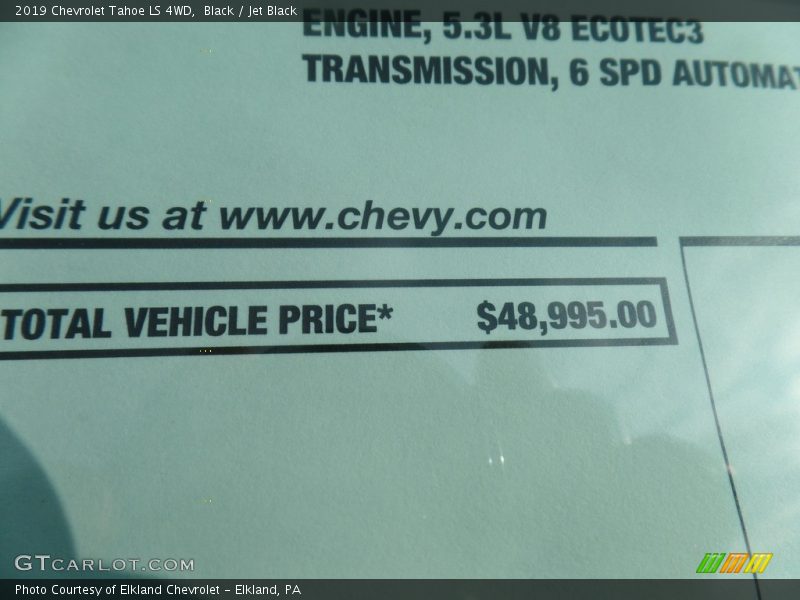 2019 Chevrolet Tahoe LS 4WD, Black / Jet Black
ENGINE, 5.3L V8 ECOTEC3
TRANSMISSION, 6 SPD AUTOMAT
Visit us at www.chevy.com
TOTAL VEHICLE PRICE* $48,995.00
GTCARLOT.COM
Photo Courtesy of Elkland Chevrolet - Elkland, PA